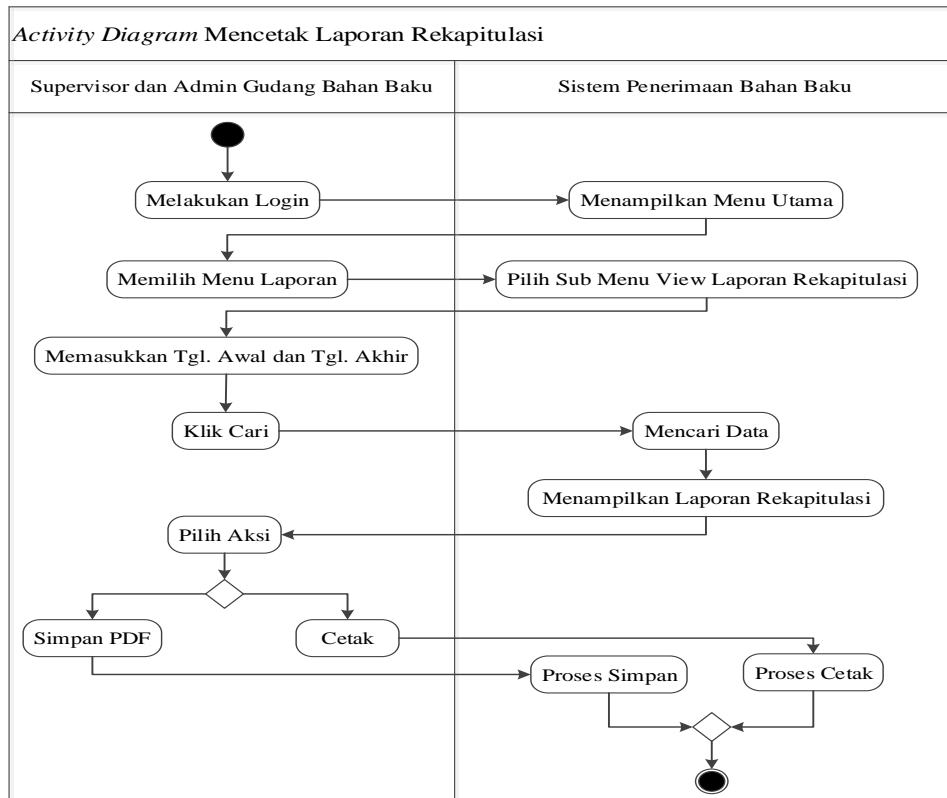 Activity Diagram Mencetak Laporan Rekapitulasi
Supervisor dan Admin Gudang Bahan Baku
Sistem Penerimaan Bahan Baku
Melakukan Login
Menampilkan Menu Utama
Memilih Menu Laporan
Pilih Sub Menu View Laporan Rekapitulasi
Memasukkan Tgl. Awal dan Tgl. Akhir
Klik Cari
Mencari Data
Menampilkan Laporan Rekapitulasi
Pilih Aksi
Simpan PDF
Cetak
Proses Simpan
Proses Cetak